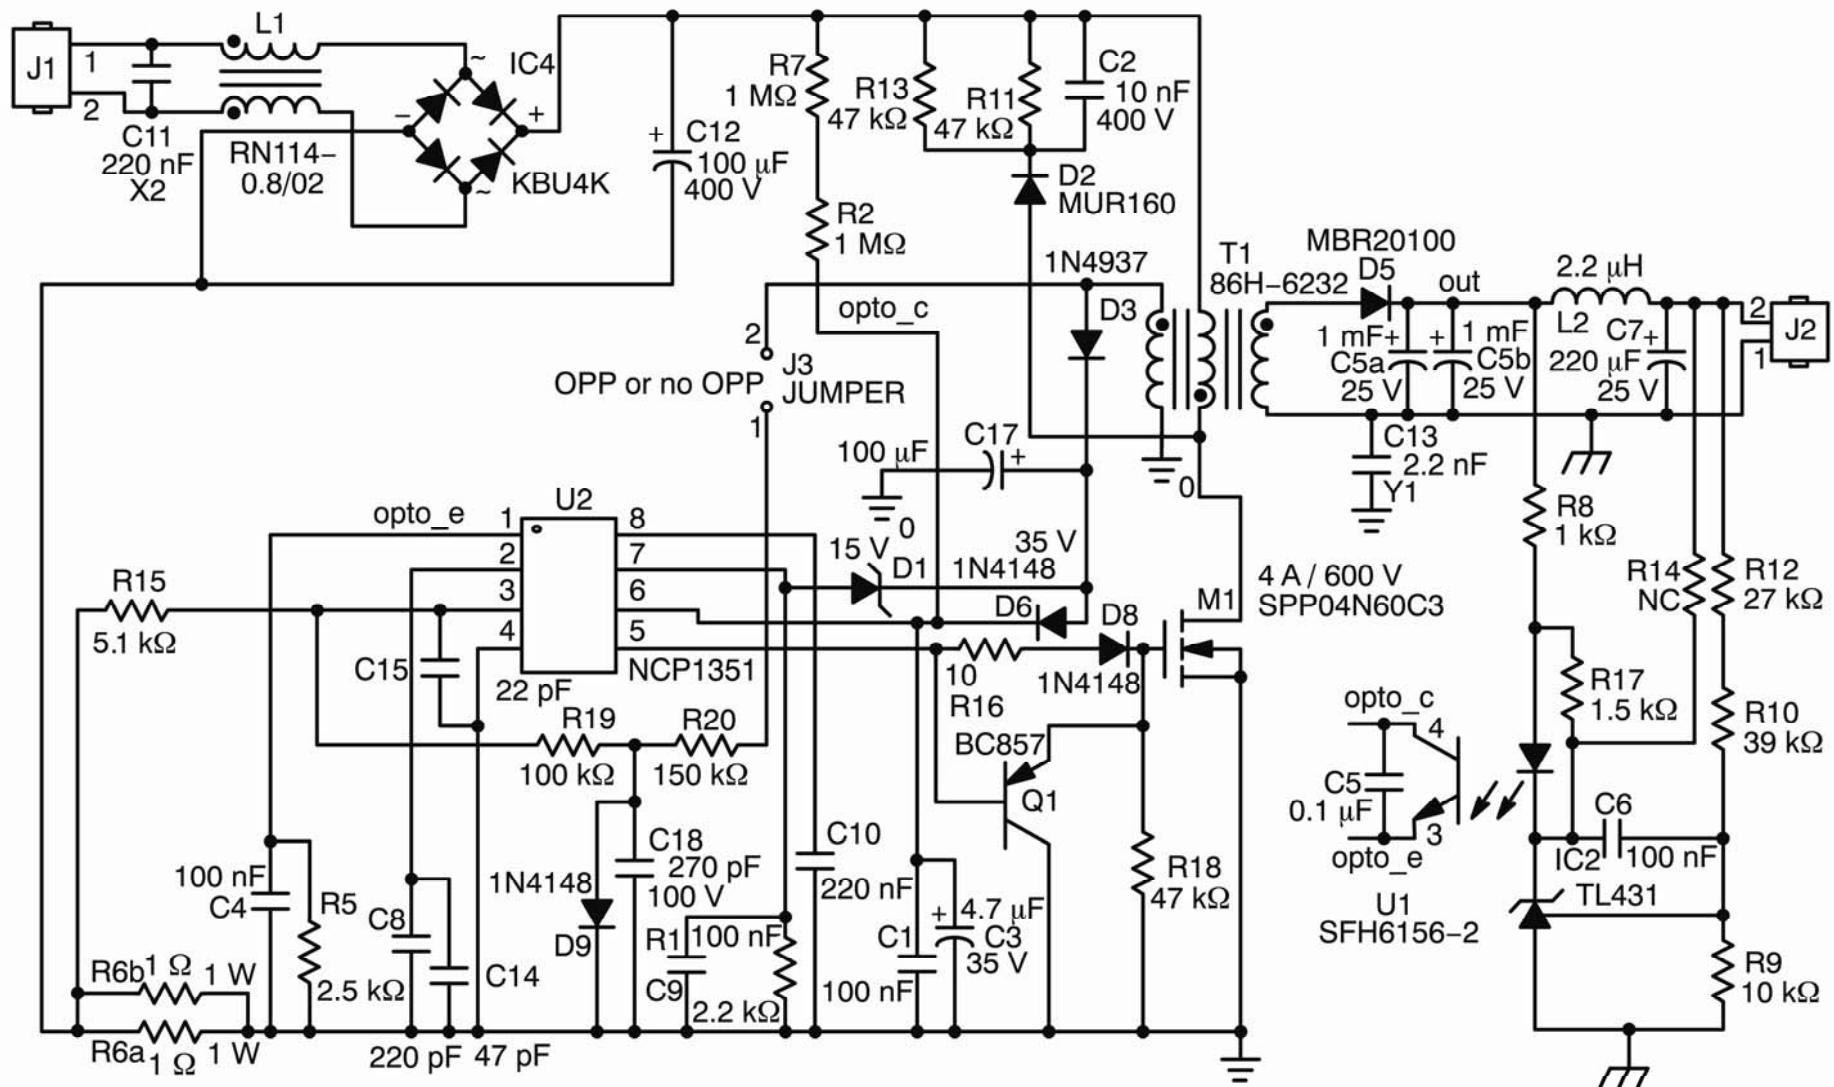 J1
1
2
C11
220 nF
X2
L1
RN114-
0.8/02
~
IC4
-
+
~
KBU4K
+
C12
100 µF
400 V
R7
1 MΩ
R2
1 MΩ
R13
47 kΩ
R11
47 kΩ
C2
10 nF
400 V
D2
MUR160
1N4937
D3
opto_c
2
J3
OPP or no OPP
JUMPER
1
T1
86H-6232
MBR20100
D5
out
2.2 µH
L2
1 mF+
C5a
25 V
+
1 mF
C5b
25 V
C7+
220 µF
25 V
2
J2
1
C13
2.2 nF
Y1
100 µF
C17
+
0
0
15 V
D1
35 V
1N4148
D6
D8
1N4148
M1
4 A / 600 V
SPP04N60C3
R8
1 kΩ
R14
NC
R12
27 kΩ
R17
1.5 kΩ
R10
39 kΩ
opto_e
U2
1
2
3
4
8
7
6
5
NCP1351
R15
5.1 kΩ
C15
22 pF
R19
100 kΩ
R20
150 kΩ
10
R16
BC857
Q1
opto_c
4
C5
0.1 µF
3
opto_e
U1
SFH6156-2
C6
IC2
100 nF
TL431
R9
10 kΩ
100 nF
C4
R5
2.5 kΩ
C8
C14
1N4148
D9
C18
270 pF
100 V
R1
100 nF
C9
2.2 kΩ
C10
220 nF
C1
100 nF
+
4.7 µF
C3
35 V
R18
47 kΩ
R6b
1 Ω
1 W
R6a
1 Ω
1 W
220 pF
47 pF